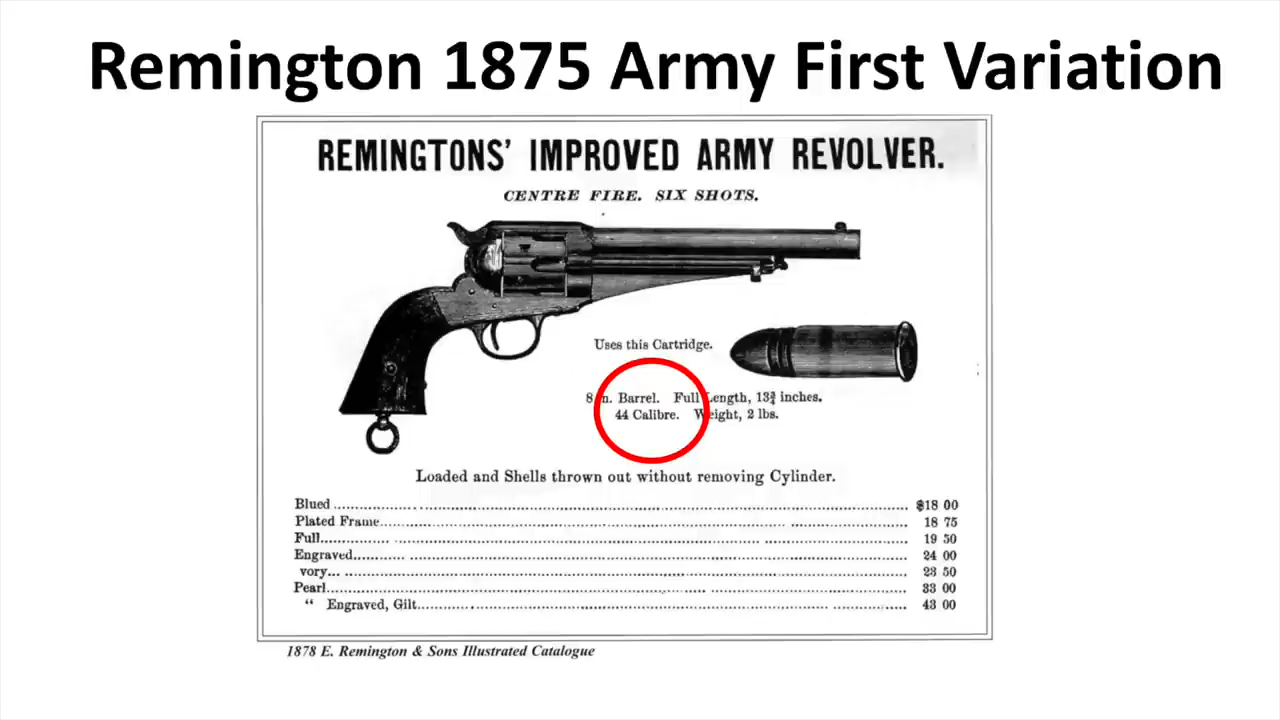 Remington 1875 Army First Variation
REMINGTONS' IMPROVED ARMY REVOLVER.
CENTRE FIRE. SIX SHOTS.
Uses this Cartridge.
8 in. Barrel. Full Length, 13¾ inches.
44 Calibre. Weight, 2 lbs.
Loaded and Shells thrown out without removing Cylinder.
Blued ........ $18 00
Plated Frame ........ 18 75
Full ........ 19 50
Engraved ........ 24 00
vory ........ 23 50
Pearl ........ 33 00
“ Engraved, Gilt ........ 43 00
1878 E. Remington & Sons Illustrated Catalogue